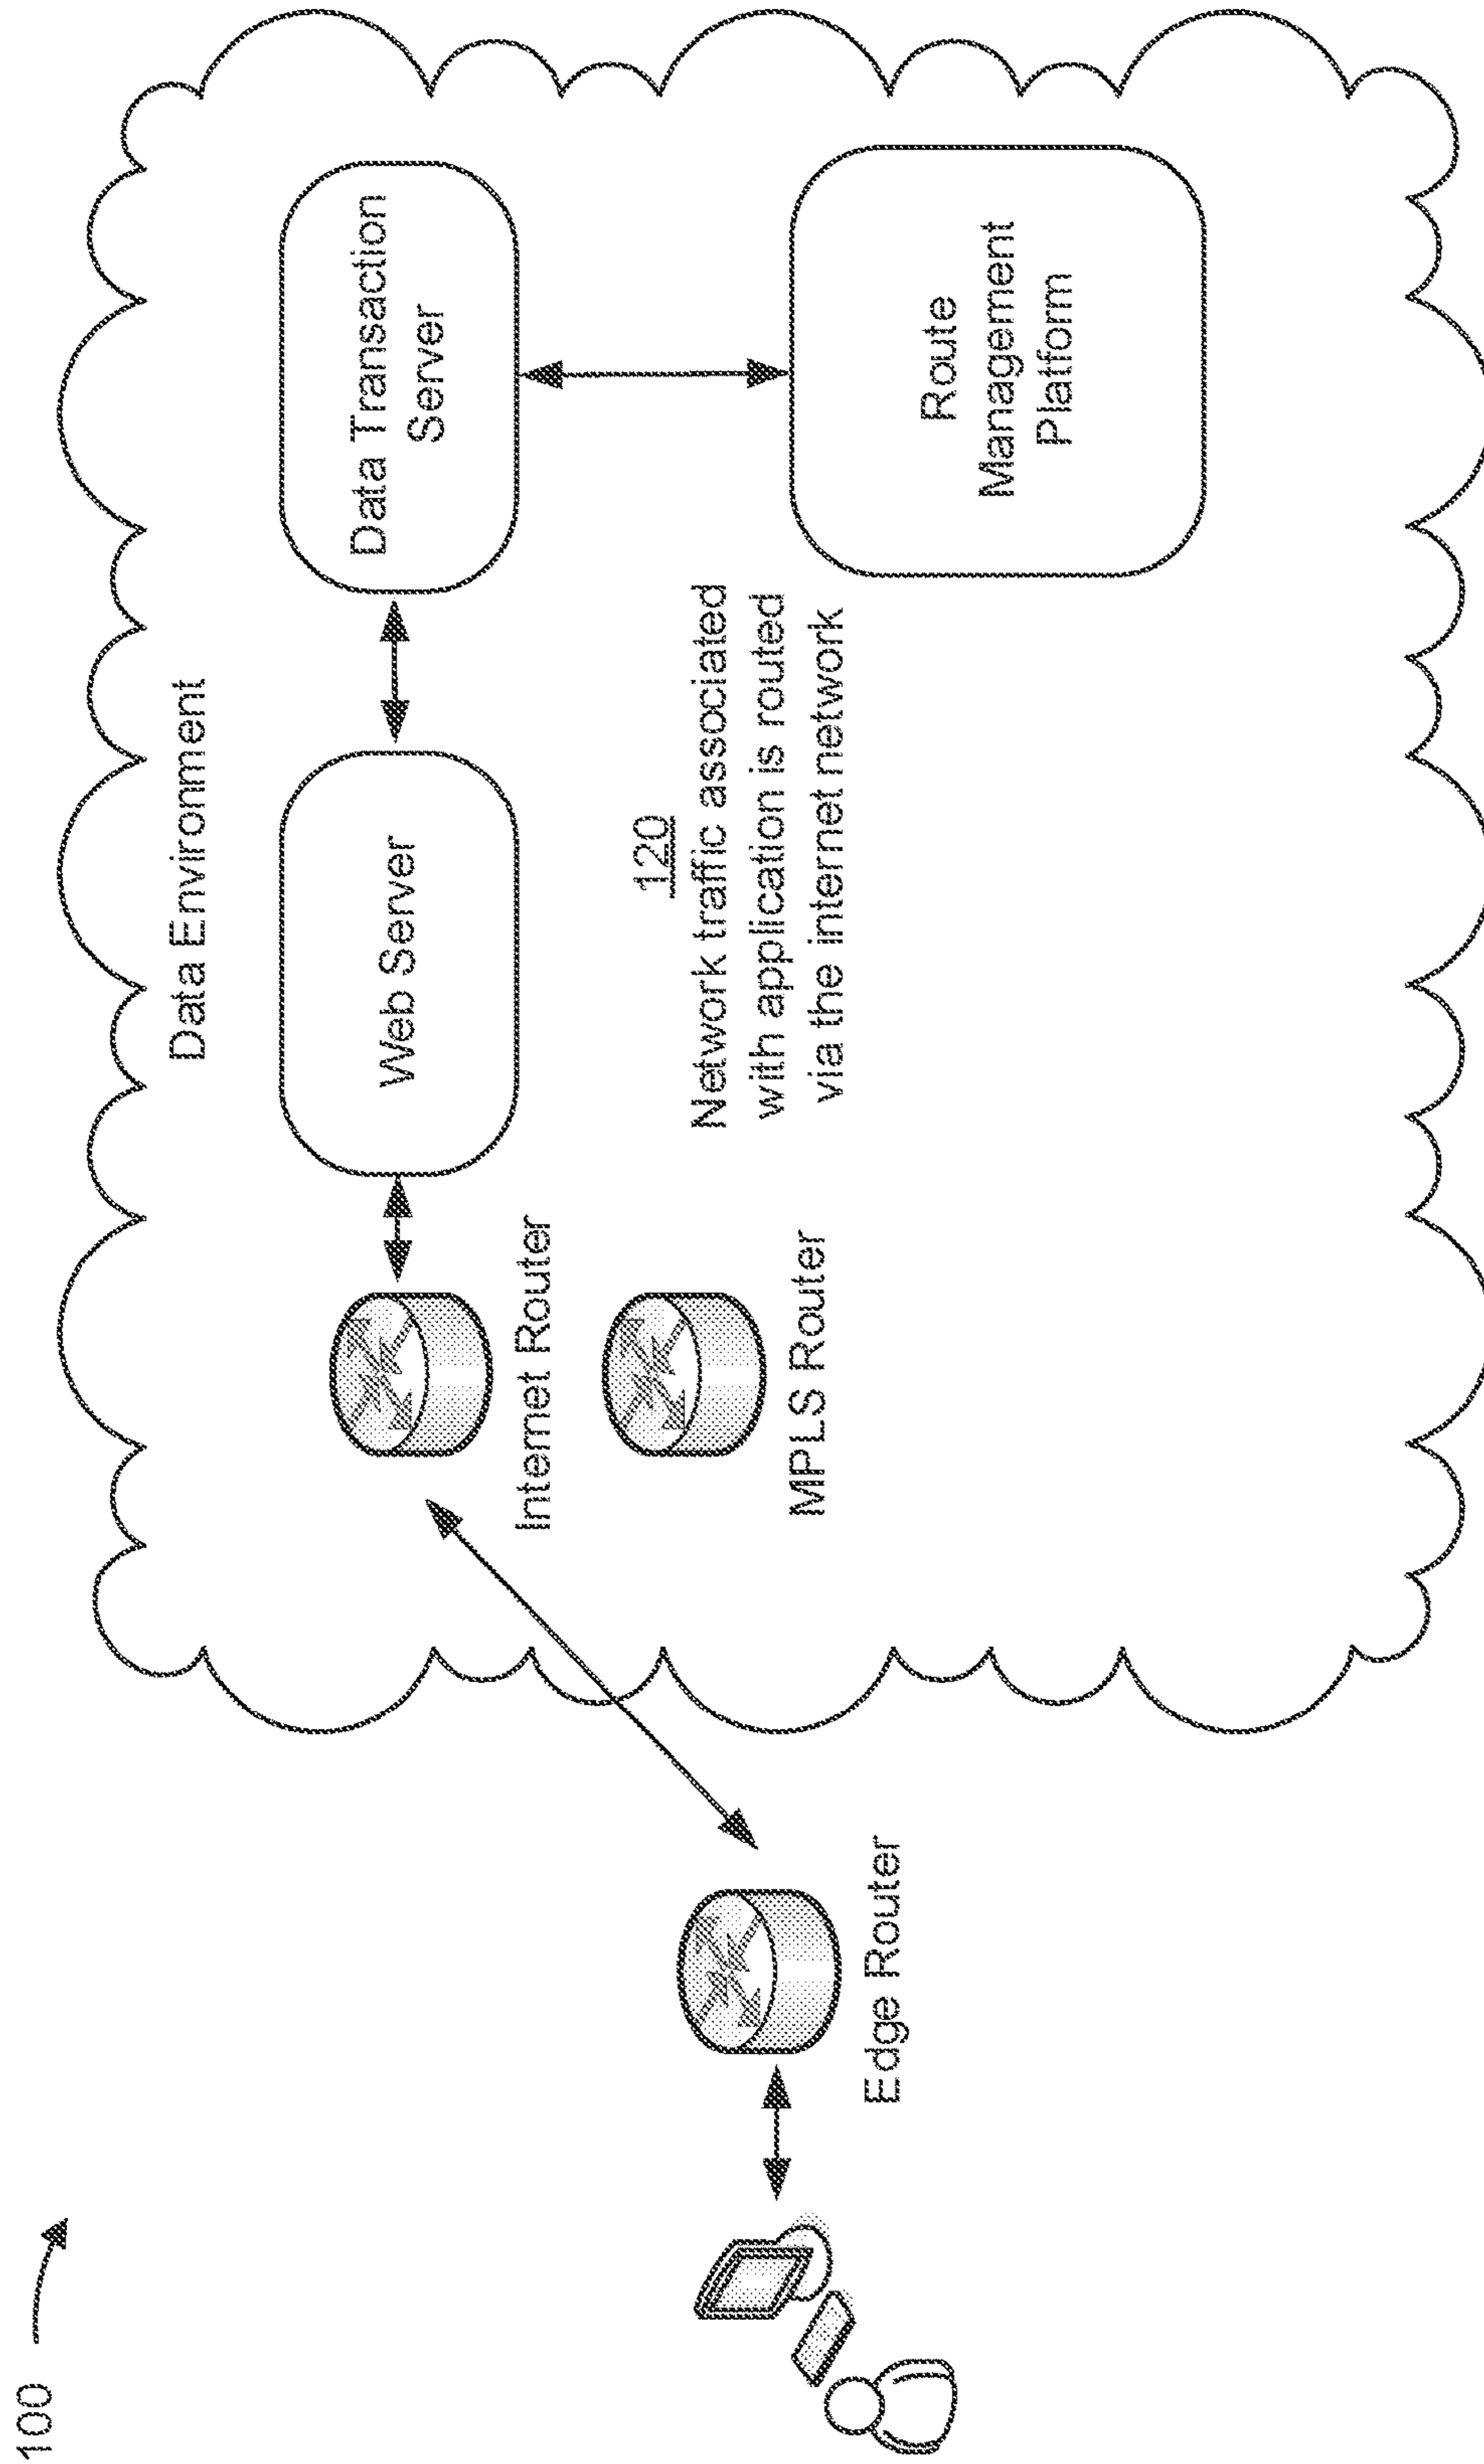 100
Data Environment
Data Transaction
Server
Web Server
Internet Router
MPLS Router
120
Network traffic associated
with application is routed
via the internet network
Route
Management
Platform
Edge Router